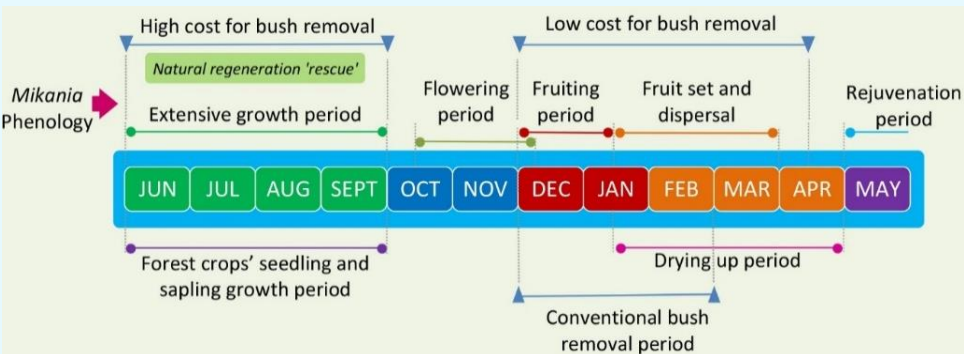 High cost for bush removal
Low cost for bush removal
Natural regeneration 'rescue'
Mikania
Phenology
Extensive growth period
Flowering
period
Fruiting
period
Fruit set and
dispersal
Rejuvenation
period
JUN JUL AUG SEPT OCT NOV DEC JAN FEB MAR APR MAY
Forest crops' seedling and
sapling growth period
Drying up period
Conventional bush
removal period